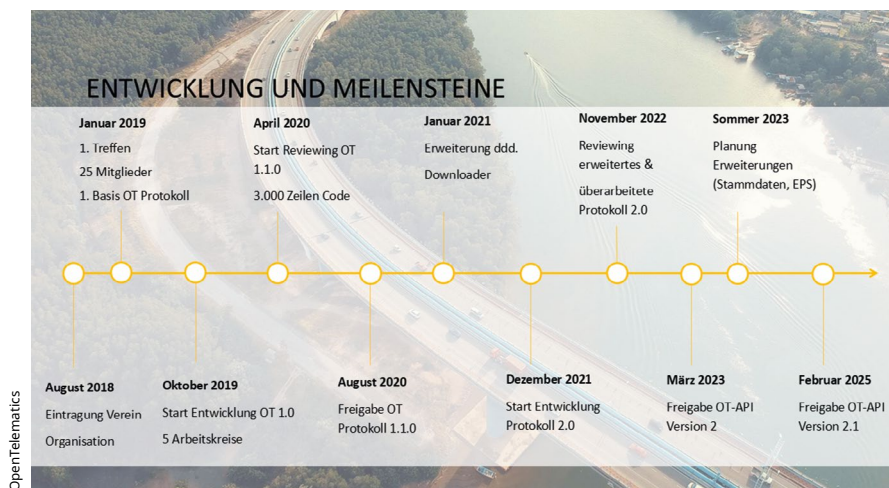 ENTWICKLUNG UND MEILENSTEINE
Januar 2019
1. Treffen
25 Mitglieder
1. Basis OT Protokoll
April 2020
Start Reviewing OT
1.1.0
3.000 Zeilen Code
Januar 2021
Erweiterung ddd.
Downloader
November 2022
Reviewing
erweitertes &
überarbeitete
Protokoll 2.0
Sommer 2023
Planung
Erweiterungen
(Stammdaten, EPS)
August 2018
Eintragung Verein
Organisation
Oktober 2019
Start Entwicklung OT 1.0
5 Arbeitskreise
August 2020
Freigabe OT
Protokoll 1.1.0
Dezember 2021
Start Entwicklung
Protokoll 2.0
März 2023
Freigabe OT-API
Version 2
Februar 2025
Freigabe OT-API
Version 2.1
OpenTelematics